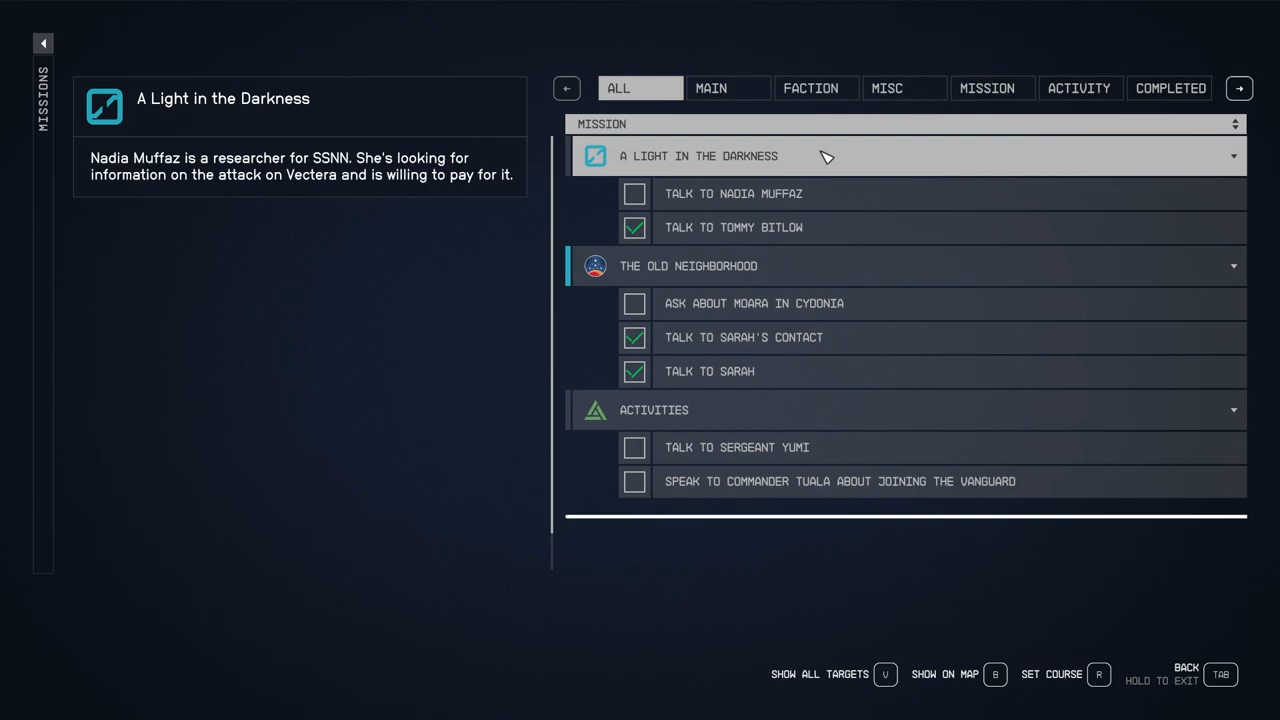 MISSIONS
A Light in the Darkness
Nadia Muffaz is a researcher for SSNN. She's looking for
information on the attack on Vectera and is willing to pay for it.
ALL MAIN FACTION MISC MISSION ACTIVITY COMPLETED
MISSION
A LIGHT IN THE DARKNESS
TALK TO NADIA MUFFAZ
TALK TO TOMMY BITLOW
THE OLD NEIGHBORHOOD
ASK ABOUT MOARA IN CYDONIA
TALK TO SARAH'S CONTACT
TALK TO SARAH
ACTIVITIES
TALK TO SERGEANT YUMI
SPEAK TO COMMANDER TUALA ABOUT JOINING THE VANGUARD
SHOW ALL TARGETS V SHOW ON MAP B SET COURSE R BACK TAB
HOLD TO EXIT